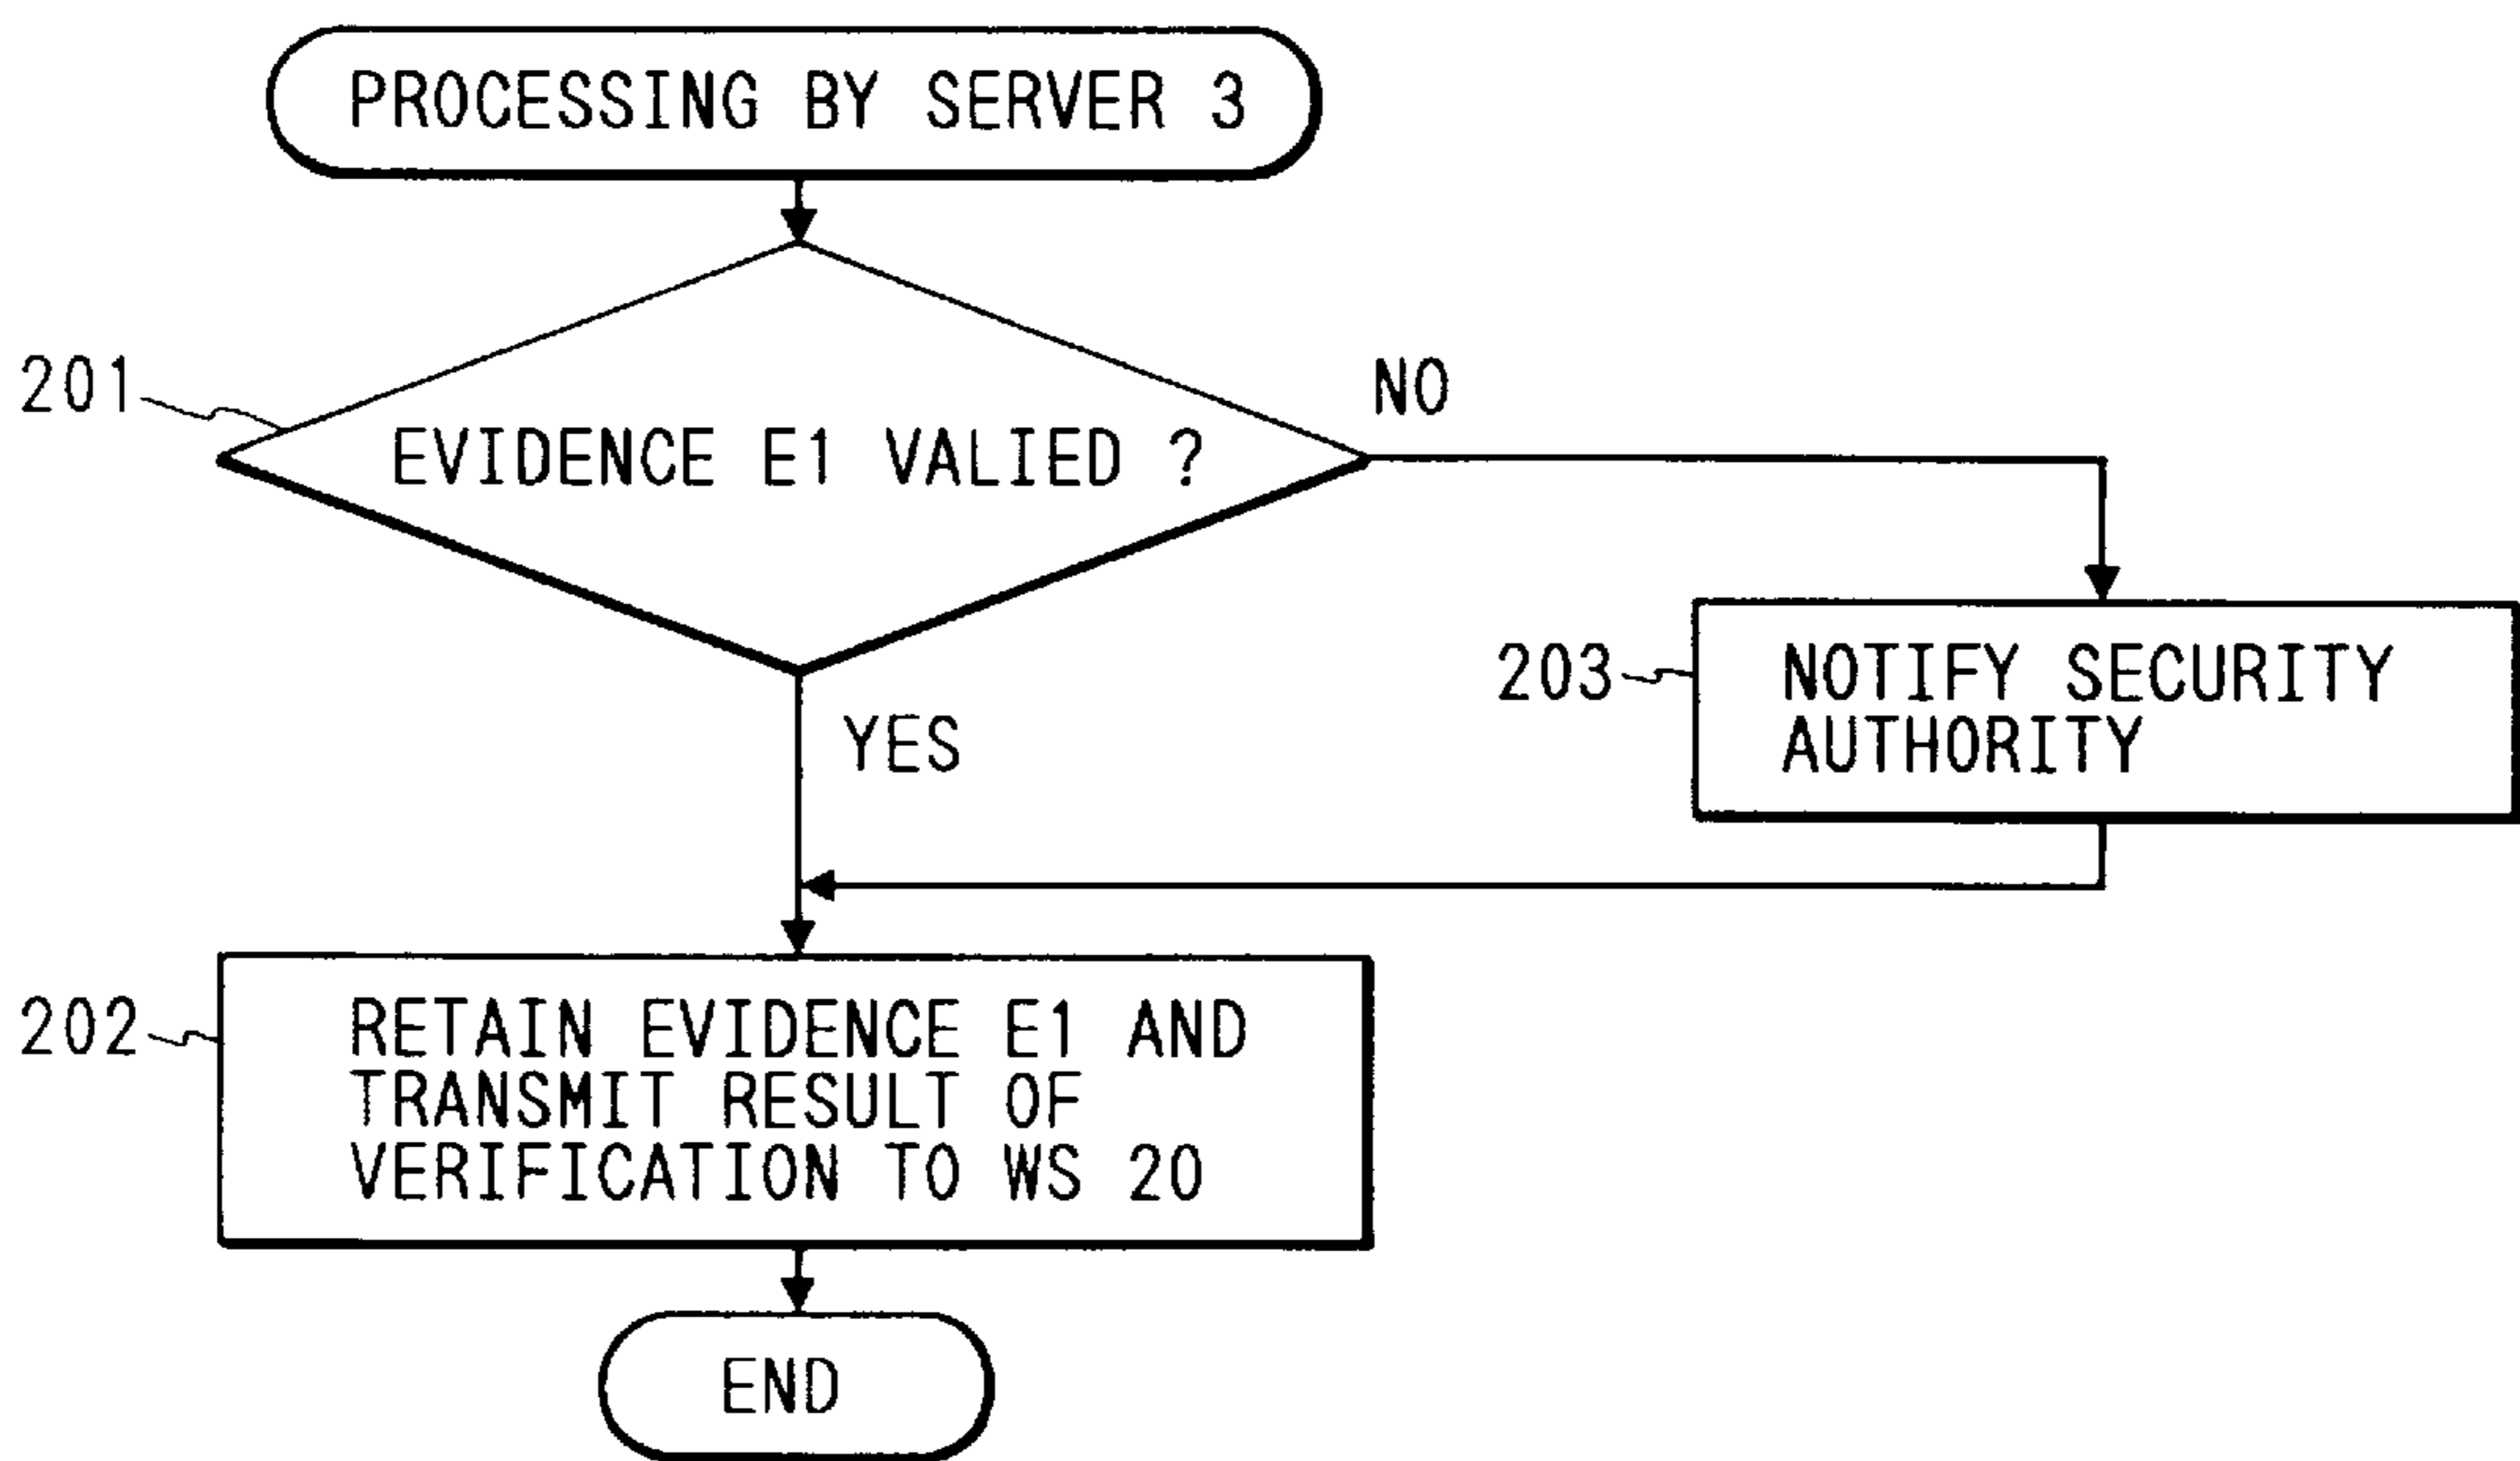 PROCESSING BY SERVER 3
201
EVIDENCE E1 VALIED ?
NO
YES
203
NOTIFY SECURITY
AUTHORITY
202
RETAIN EVIDENCE E1 AND
TRANSMIT RESULT OF
VERIFICATION TO WS 20
END